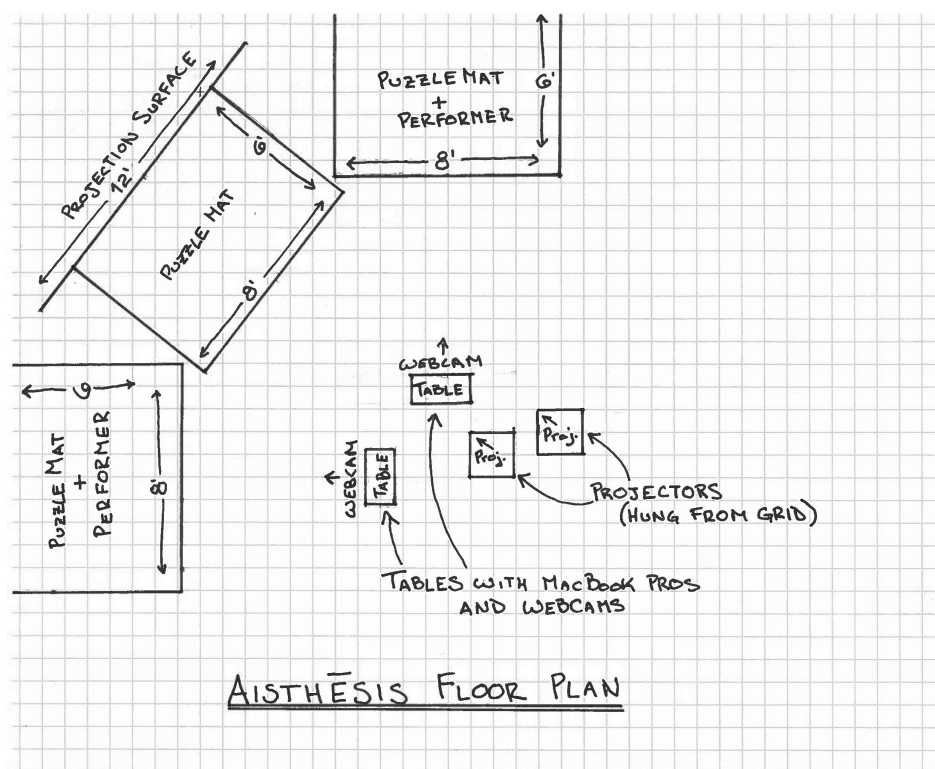 PROJECTION SURFACE
12'
6'
PUZZLE MAT
8'
PUZZLE MAT
+
PERFORMER
6'
8'
6
PUZZLE MAT
+
PERFORMER
8'
WEBCAM
TABLE
WEBCAM
TABLE
Proj.
Proj.
PROJECTORS
(HUNG FROM GRID)
TABLES WITH MACBOOK PROS
AND WEBCAMS
AISTHĒSIS FLOOR PLAN